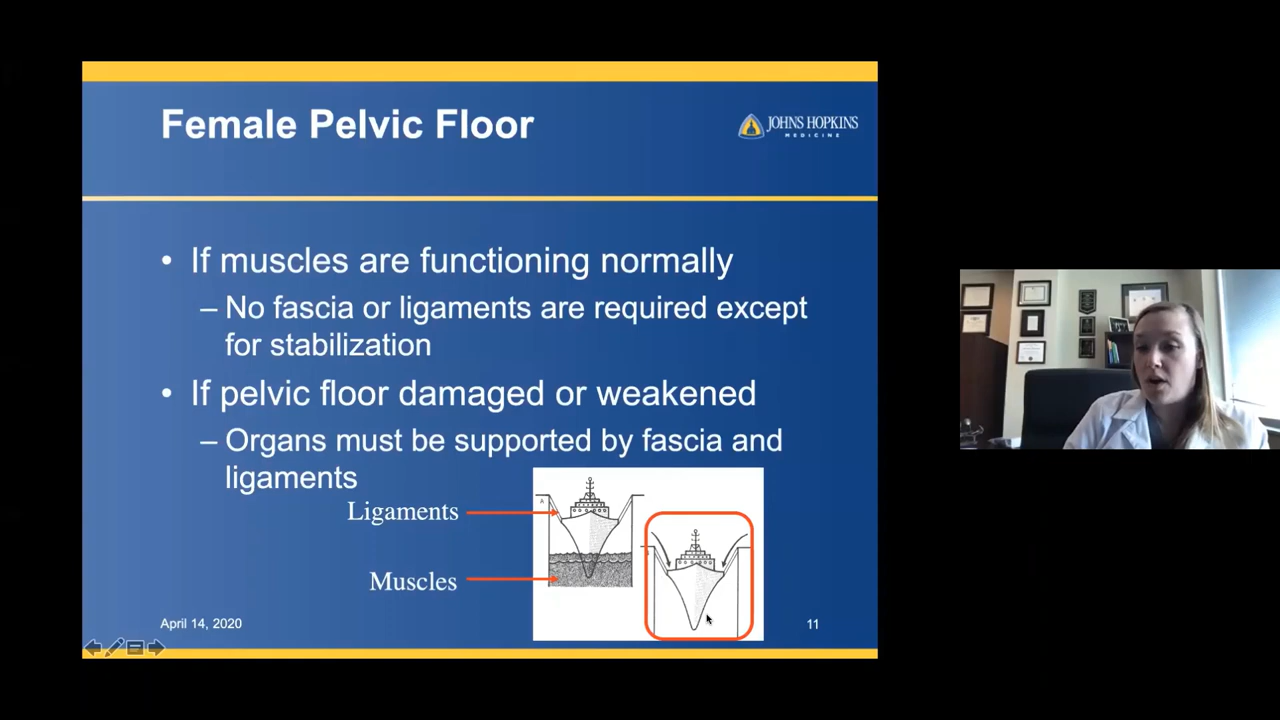 Female Pelvic Floor
JOHNS HOPKINS
MEDICINE
• If muscles are functioning normally
– No fascia or ligaments are required except
for stabilization
• If pelvic floor damaged or weakened
– Organs must be supported by fascia and
ligaments
Ligaments
A
Muscles
April 14, 2020
11